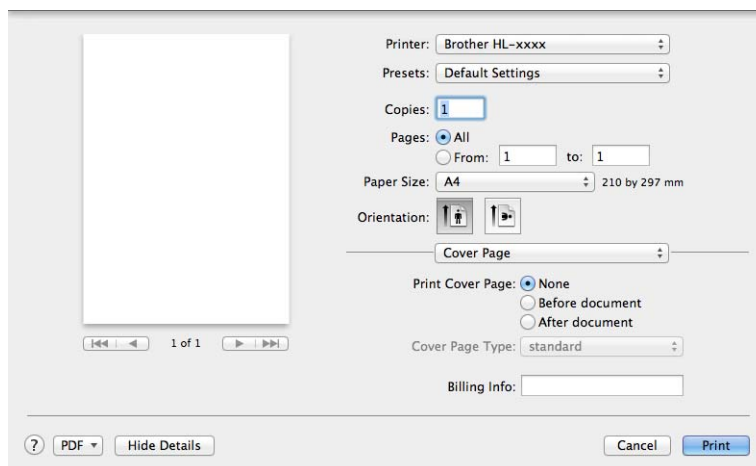 Printer: Brother HL-xxxx
Presets: Default Settings
Copies: 1
Pages: All
From: 1 to: 1
Paper Size: A4 210 by 297 mm
Orientation:
Cover Page
Print Cover Page: None
Before document
After document
Cover Page Type: standard
Billing Info:
1 of 1
? PDF Hide Details Cancel Print